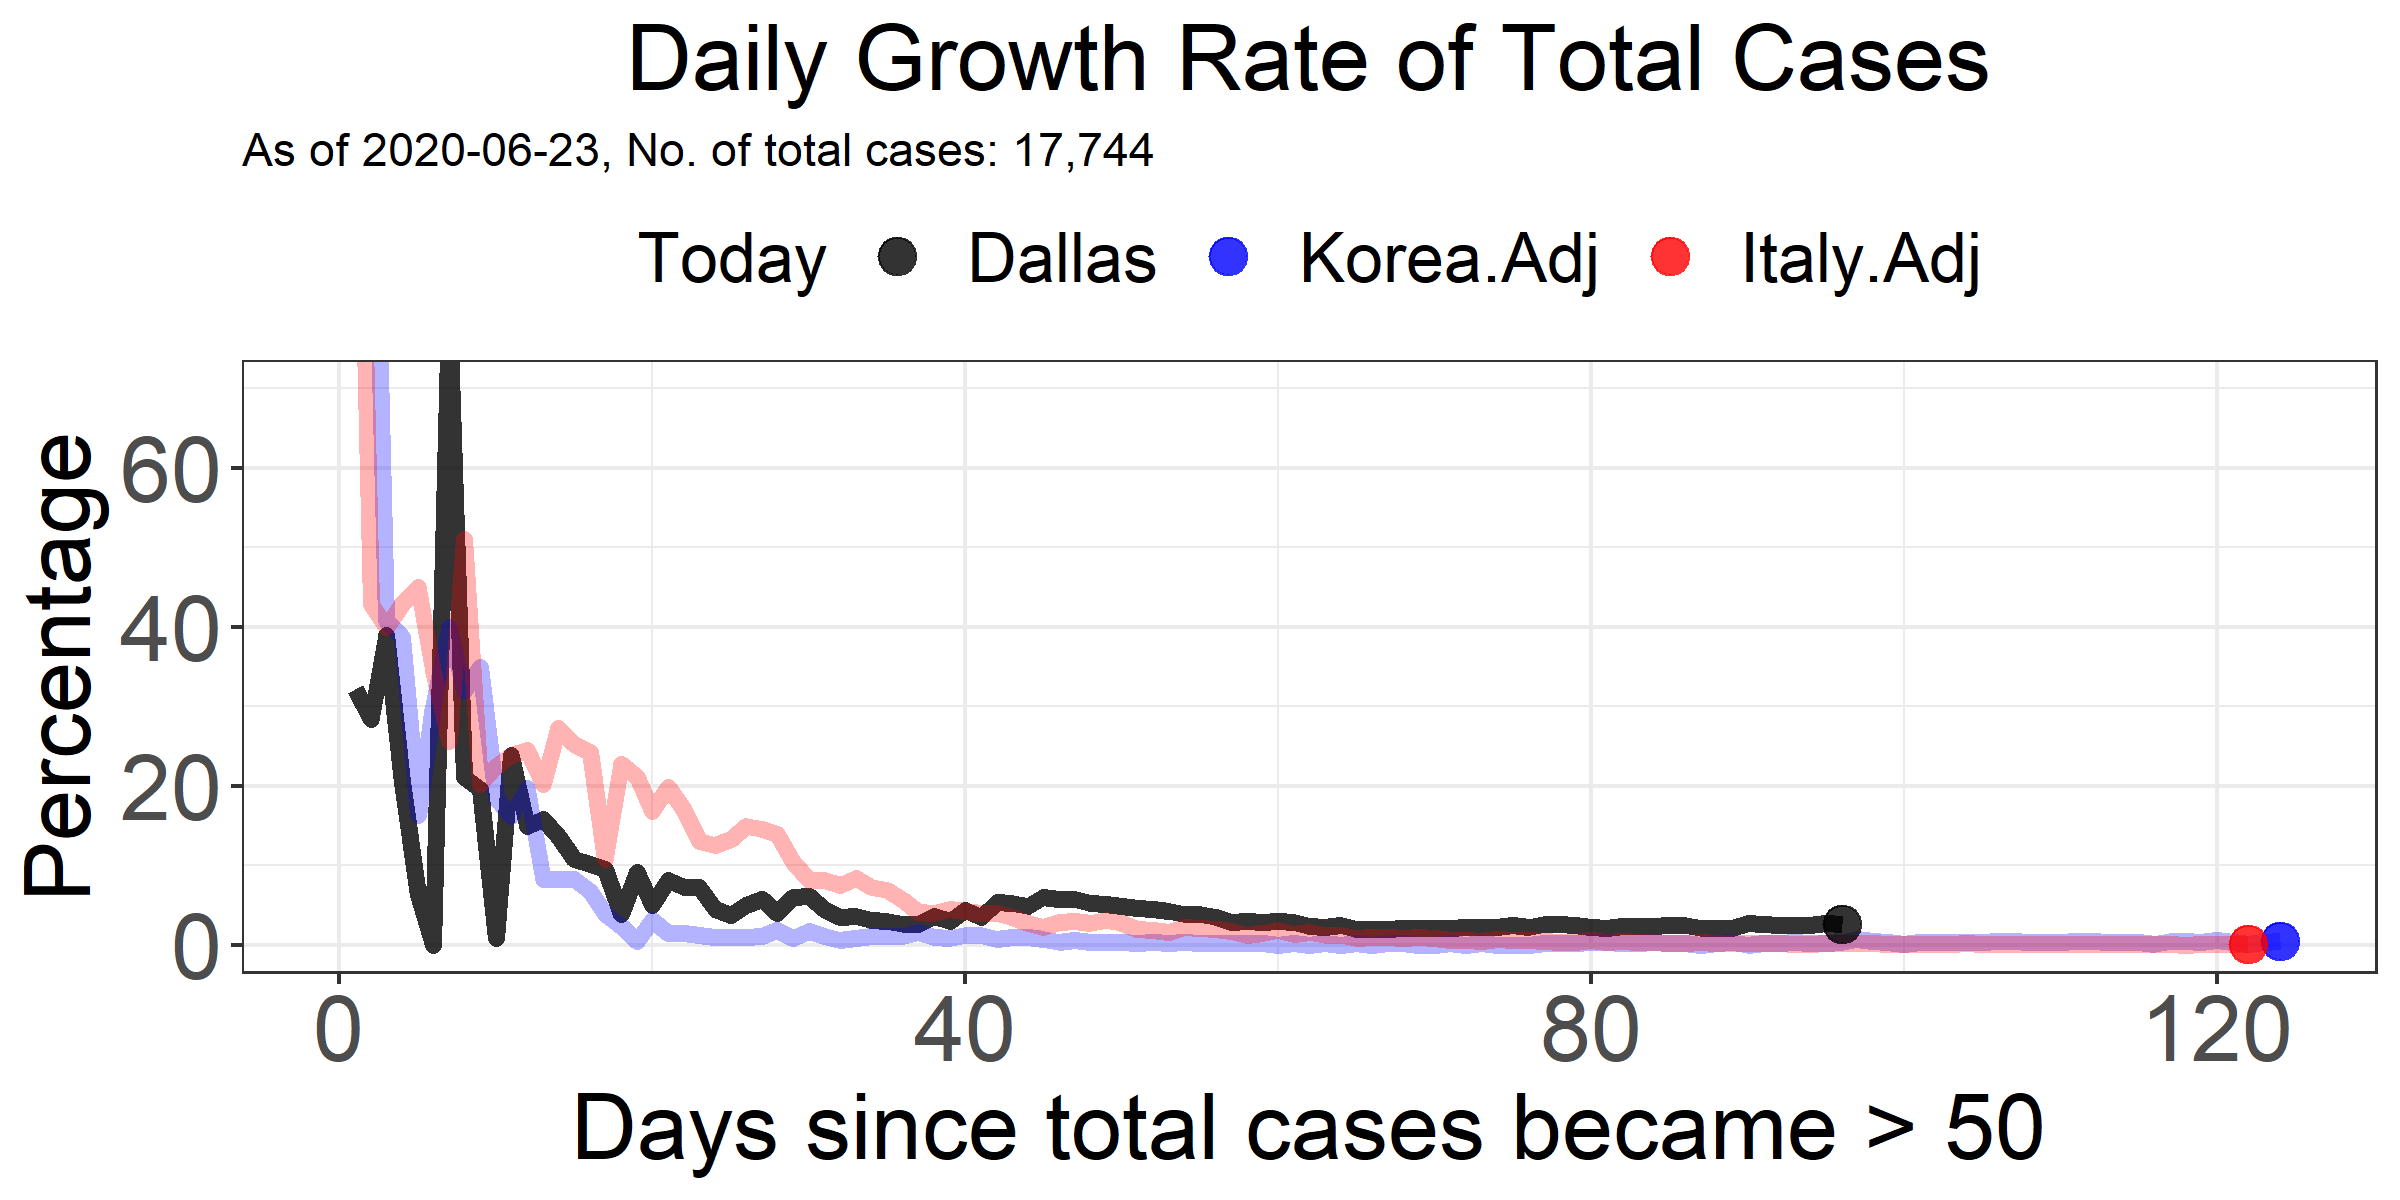 Daily Growth Rate of Total Cases
As of 2020-06-23, No. of total cases: 17,744
Today Dallas Korea.Adj Italy.Adj
Percentage
60
40
20
0
0 40 80 120
Days since total cases became > 50